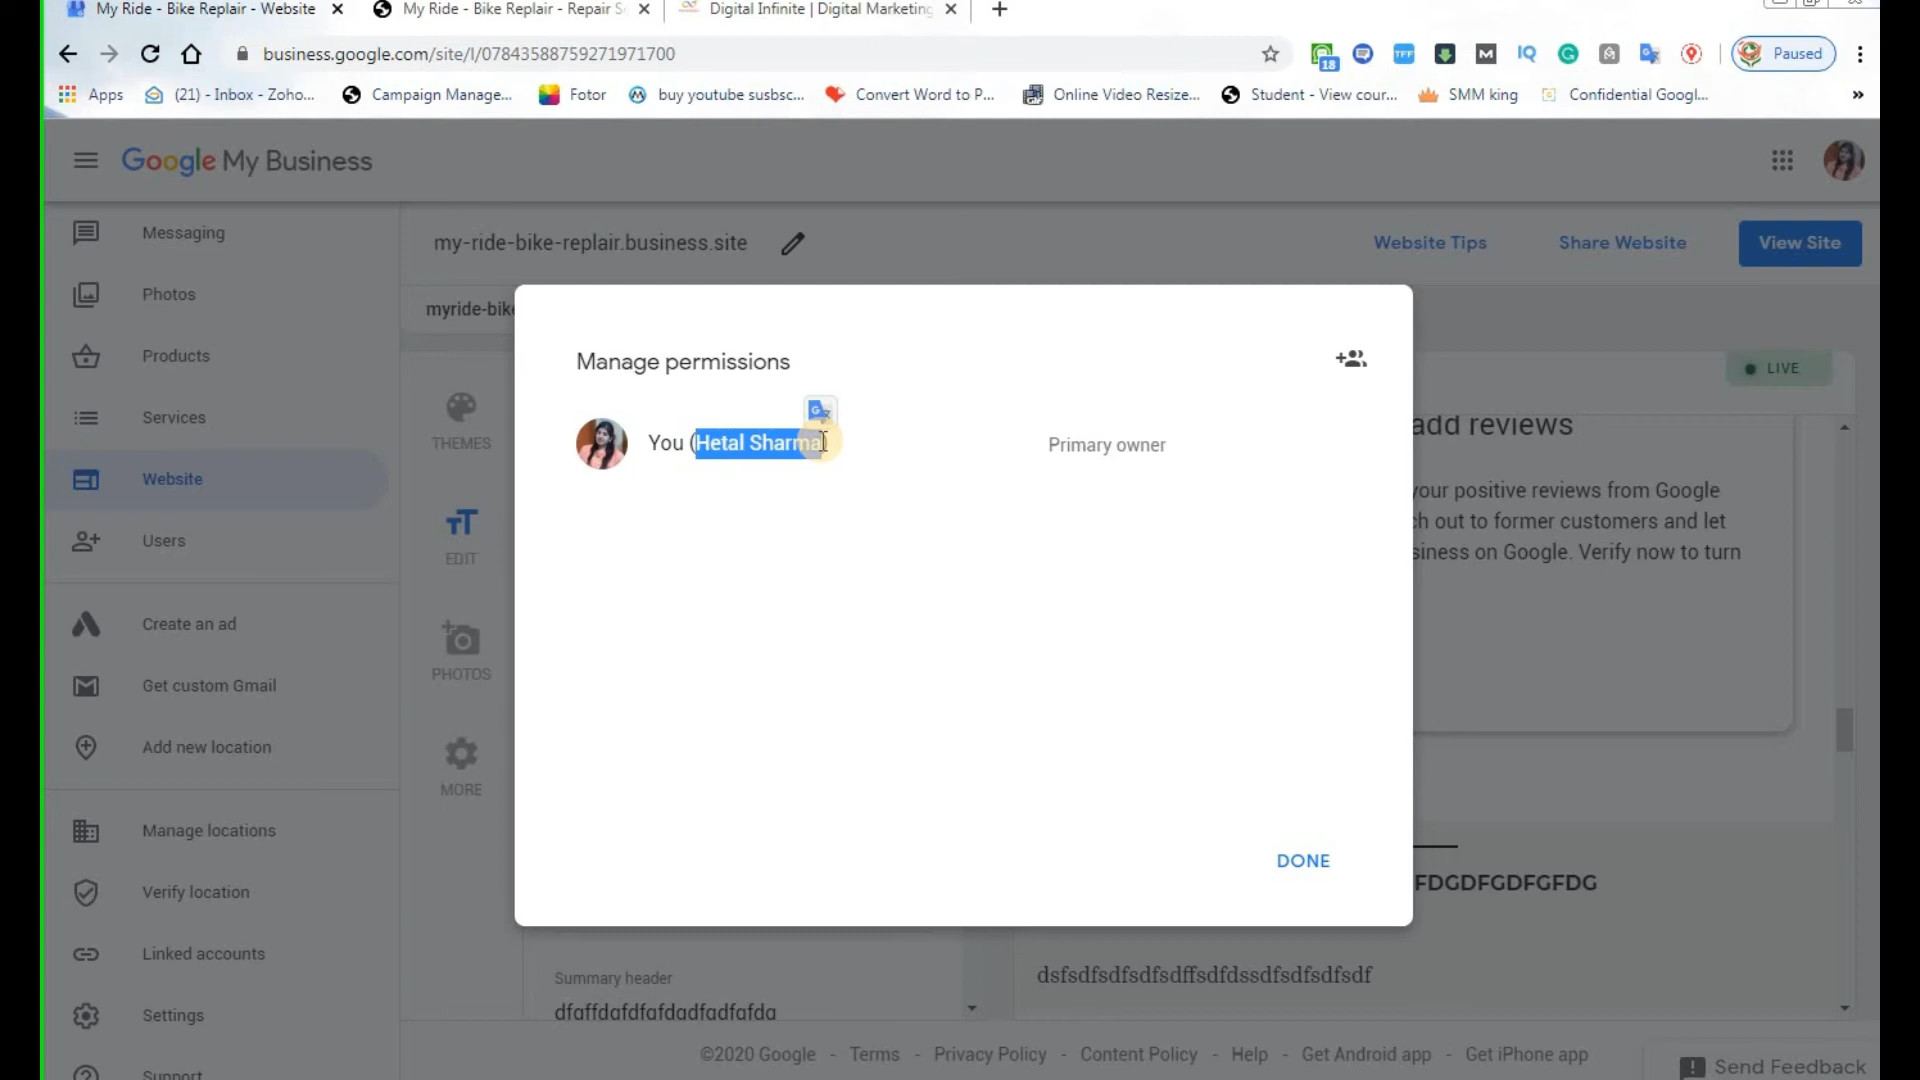 My Ride - Bike Replair - Website
My Ride - Bike Replair - Repair S
Digital Infinite | Digital Marketing
business.google.com/site/l/07843588759271971700
18
TFF
M
IQ
G
Paused
Apps
(21) - Inbox - Zoho...
Campaign Manage...
Fotor
buy youtube susbsc...
Convert Word to P...
Online Video Resize...
Student - View cour...
SMM king
Confidential Googl...
»
Google My Business
Messaging
Photos
Products
Services
Website
Users
Create an ad
Get custom Gmail
Add new location
Manage locations
Verify location
Linked accounts
Settings
Support
my-ride-bike-replair.business.site
Website Tips
Share Website
View Site
myride-bike
THEMES
EDIT
PHOTOS
MORE
Manage permissions
You (Hetal Sharma)
Primary owner
DONE
LIVE
add reviews
your positive reviews from Google
ch out to former customers and let
siness on Google. Verify now to turn
FDGDFGDFGFDG
dsfsdfsdfsdfsdffsdfdssdfsdfsdfsdf
Summary header
dfaffdafdfafdadfadfafda
©2020 Google - Terms - Privacy Policy - Content Policy - Help - Get Android app - Get iPhone app
Send Feedback